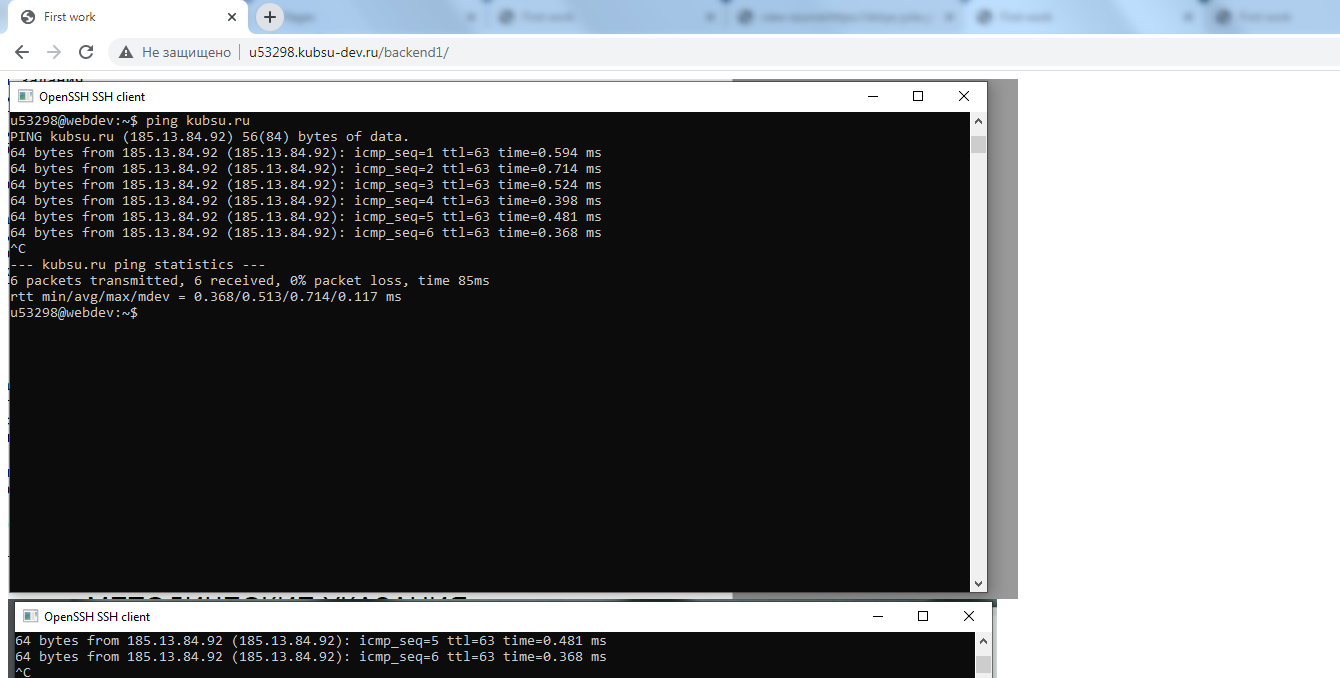 First work
First work
First work
First work
Не защищено | u53298.kubsu-dev.ru/backend1/
задания
OpenSSH SSH client
u53298@webdev:~$ ping kubsu.ru
PING kubsu.ru (185.13.84.92) 56(84) bytes of data.
64 bytes from 185.13.84.92 (185.13.84.92): icmp_seq=1 ttl=63 time=0.594 ms
64 bytes from 185.13.84.92 (185.13.84.92): icmp_seq=2 ttl=63 time=0.714 ms
64 bytes from 185.13.84.92 (185.13.84.92): icmp_seq=3 ttl=63 time=0.524 ms
64 bytes from 185.13.84.92 (185.13.84.92): icmp_seq=4 ttl=63 time=0.398 ms
64 bytes from 185.13.84.92 (185.13.84.92): icmp_seq=5 ttl=63 time=0.481 ms
64 bytes from 185.13.84.92 (185.13.84.92): icmp_seq=6 ttl=63 time=0.368 ms
^C
--- kubsu.ru ping statistics ---
6 packets transmitted, 6 received, 0% packet loss, time 85ms
rtt min/avg/max/mdev = 0.368/0.513/0.714/0.117 ms
u53298@webdev:~$
МЕТОДИЧЕСКИЕ УКАЗАНИЯ
OpenSSH SSH client
64 bytes from 185.13.84.92 (185.13.84.92): icmp_seq=5 ttl=63 time=0.481 ms
64 bytes from 185.13.84.92 (185.13.84.92): icmp_seq=6 ttl=63 time=0.368 ms
^C